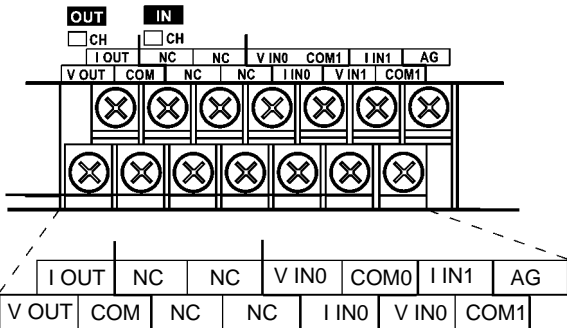 OUT IN
CH CH
I OUT NC NC V IN0 COM1 I IN1 AG
V OUT COM NC NC I IN0 V IN1 COM1
I OUT NC NC V IN0 COM0 I IN1 AG
V OUT COM NC NC I IN0 V IN0 COM1